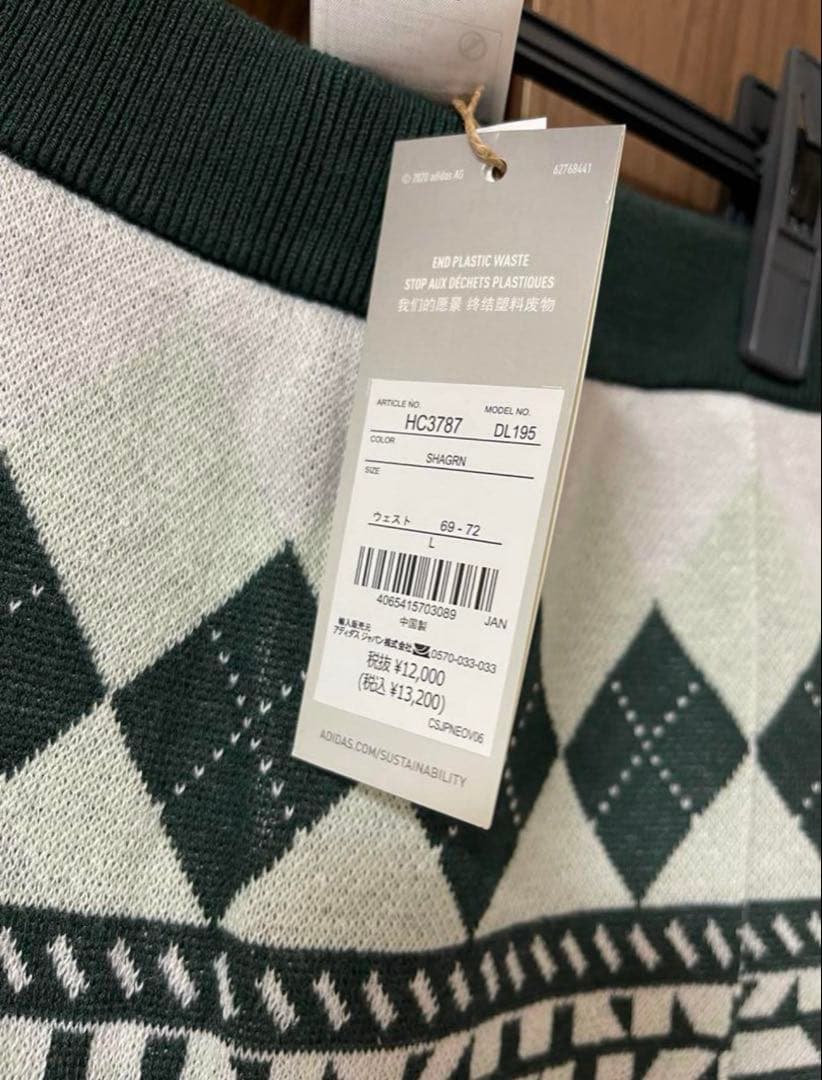 © 2020 adidas AG
62768441
END PLASTIC WASTE
STOP AUX DÉCHETS PLASTIQUES
我们的愿景 终结塑料废物
ARTICLE NO.
MODEL NO.
HC3787
DL195
COLOR
SHAGRN
SIZE
ウェスト 69 - 72
L
4065415703089
JAN
中国製
輸入販売元
アディダス ジャパン株式会社
0570-033-033
税抜 ¥12,000
(税込 ¥13,200)
CSJPNEOV06
ADIDAS.COM/SUSTAINABILITY